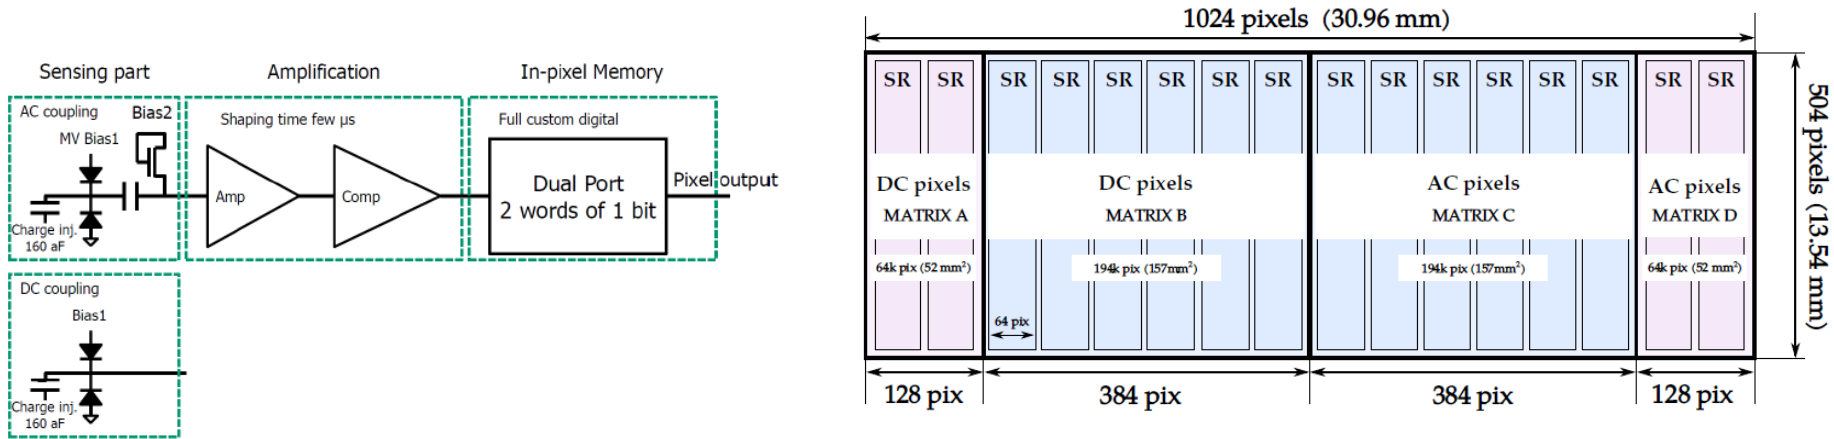 Sensing part
Amplification
In-pixel Memory
AC coupling
Bias2
MV Bias1
Charge inj.
160 aF
Shaping time few µs
Amp
Comp
Full custom digital
Dual Port
2 words of 1 bit
Pixel output
DC coupling
Bias1
Charge inj.
160 aF
1024 pixels (30.96 mm)
SR SR SR SR SR SR SR SR SR SR SR SR SR SR SR SR
DC pixels
MATRIX A
DC pixels
MATRIX B
AC pixels
MATRIX C
AC pixels
MATRIX D
64k pix (52 mm²)
194k pix (157mm²)
194k pix (157mm²)
64k pix (52 mm²)
64 pix
504 pixels (13.54 mm)
128 pix
384 pix
384 pix
128 pix